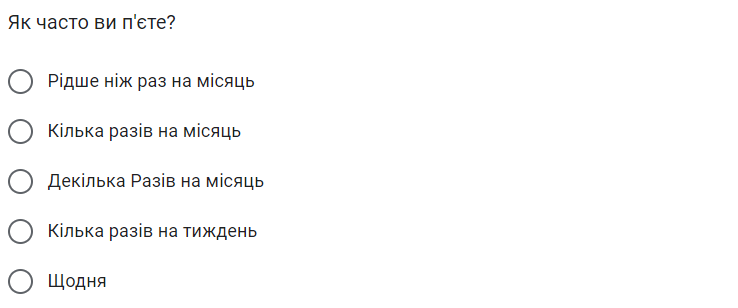 Як часто ви п'єте?
Рідше ніж раз на місяць
Кілька разів на місяць
Декілька Разів на місяць
Кілька разів на тиждень
Щодня